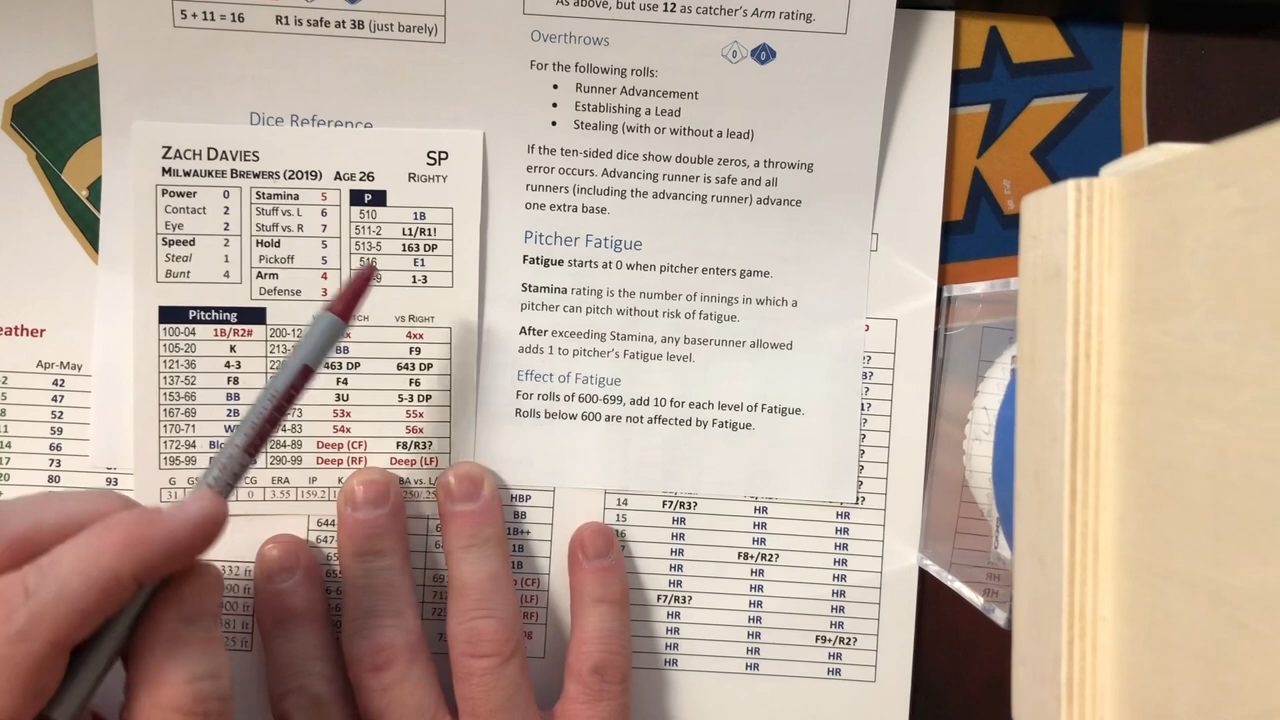 5 + 11 = 16 R1 is safe at 3B (just barely)
As above, but use 12 as catcher's Arm rating.
Overthrows
0 0
For the following rolls:
• Runner Advancement
• Establishing a Lead
• Stealing (with or without a lead)
If the ten-sided dice show double zeros, a throwing
error occurs. Advancing runner is safe and all
runners (including the advancing runner) advance
one extra base.
Pitcher Fatigue
Fatigue starts at 0 when pitcher enters game.
Stamina rating is the number of innings in which a
pitcher can pitch without risk of fatigue.
After exceeding Stamina, any baserunner allowed
adds 1 to pitcher's Fatigue level.
Effect of Fatigue
For rolls of 600-699, add 10 for each level of Fatigue.
Rolls below 600 are not affected by Fatigue.
Dice Reference
ZACH DAVIES SP
MILWAUKEE BREWERS (2019) AGE 26 RIGHTY
Power 0 Stamina 5 P
Contact 2 Stuff vs. L 6 510 1B
Eye 2 Stuff vs. R 7 511-2 L1/R1!
Speed 2 Hold 5 513-5 163 DP
Steal 1 Pickoff 5 516 E1
Bunt 4 Arm 4 1-3
Defense 3
Pitching VS RIGHT
100-04 1B/R2# 200-12 4xx
105-20 K BB F9
121-36 4-3 463 DP 643 DP
137-52 F8 F4 F6
153-66 BB 3U 5-3 DP
167-69 2B 53x 55x
170-71 54x 56x
172-94 284-89 Deep (CF) F8/R3?
195-99 290-99 Deep (RF) Deep (LF)
G ERA IP
31 0 3.55 159.2
Apr-May
42
47
52
59
66
73
80 93
HBP
BB
1B++
1B
1B
(CF)
(LF)
(RF)
14 F7/R3?
15 HR HR HR
HR HR HR
HR F8+/R2? HR
HR HR HR
HR HR HR
F7/R3? HR HR
HR HR HR
HR HR F9+/R2?
HR HR HR
HR HR HR